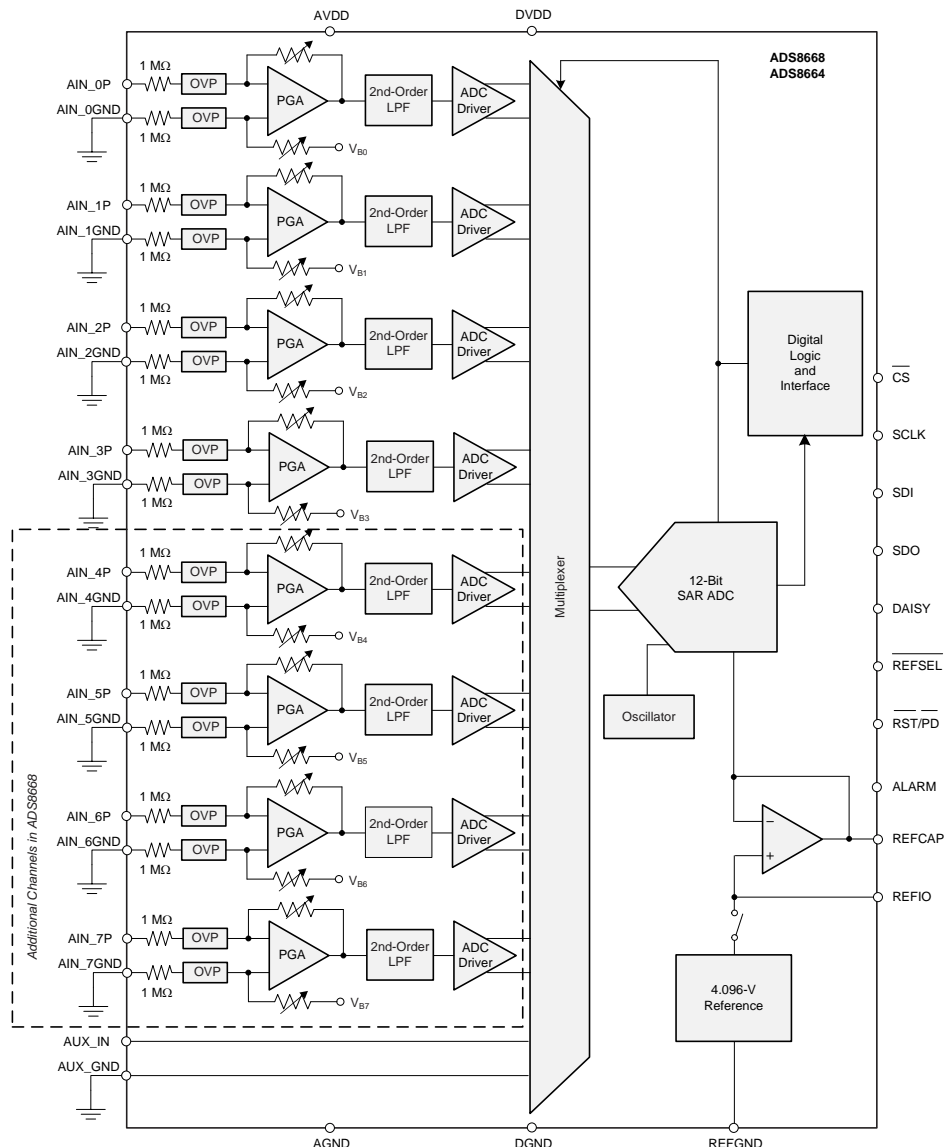 AVDD
DVDD
ADS8668
ADS8664
1 MΩ
AIN_0P
OVP
PGA
2nd-Order
LPF
ADC
Driver
AIN_0GND
OVP
1 MΩ
VB0
1 MΩ
AIN_1P
OVP
PGA
2nd-Order
LPF
ADC
Driver
AIN_1GND
OVP
1 MΩ
VB1
1 MΩ
AIN_2P
OVP
PGA
2nd-Order
LPF
ADC
Driver
AIN_2GND
OVP
1 MΩ
VB2
1 MΩ
AIN_3P
OVP
PGA
2nd-Order
LPF
ADC
Driver
AIN_3GND
OVP
1 MΩ
VB3
Additional Channels in ADS8668
1 MΩ
AIN_4P
OVP
PGA
2nd-Order
LPF
ADC
Driver
AIN_4GND
OVP
1 MΩ
VB4
1 MΩ
AIN_5P
OVP
PGA
2nd-Order
LPF
ADC
Driver
AIN_5GND
OVP
1 MΩ
VB5
1 MΩ
AIN_6P
OVP
PGA
2nd-Order
LPF
ADC
Driver
AIN_6GND
OVP
1 MΩ
VB6
1 MΩ
AIN_7P
OVP
PGA
2nd-Order
LPF
ADC
Driver
AIN_7GND
OVP
1 MΩ
VB7
AUX_IN
AUX_GND
Multiplexer
Digital
Logic
and
Interface
12-Bit
SAR ADC
Oscillator
−
+
4.096-V
Reference
CS
SCLK
SDI
SDO
DAISY
REFSEL
RST/PD
ALARM
REFCAP
REFIO
AGND
DGND
REFGND